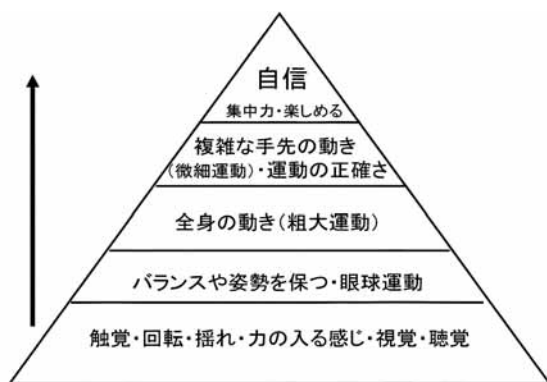 自信
集中力・楽しめる
複雑な手先の動き
(微細運動)・運動の正確さ
全身の動き(粗大運動)
バランスや姿勢を保つ・眼球運動
触覚・回転・揺れ・力の入る感じ・視覚・聴覚